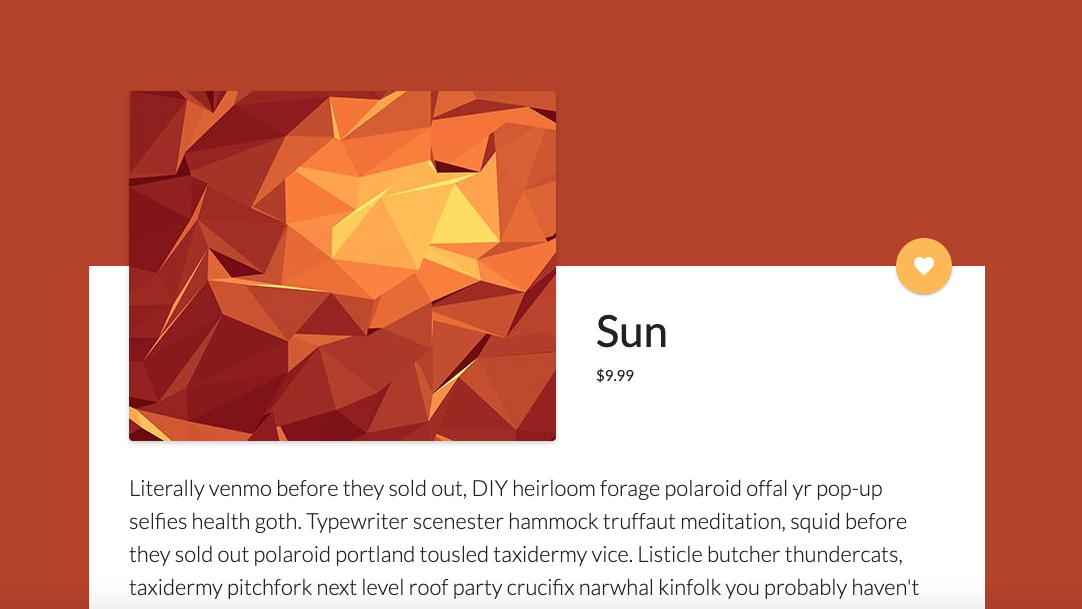 Sun
$9.99
Literally venmo before they sold out, DIY heirloom forage polaroid offal yr pop-up
selfies health goth. Typewriter scenester hammock truffaut meditation, squid before
they sold out polaroid portland tousled taxidermy vice. Listicle butcher thundercats,
taxidermy pitchfork next level roof party crucifix narwhal kinfolk you probably haven't